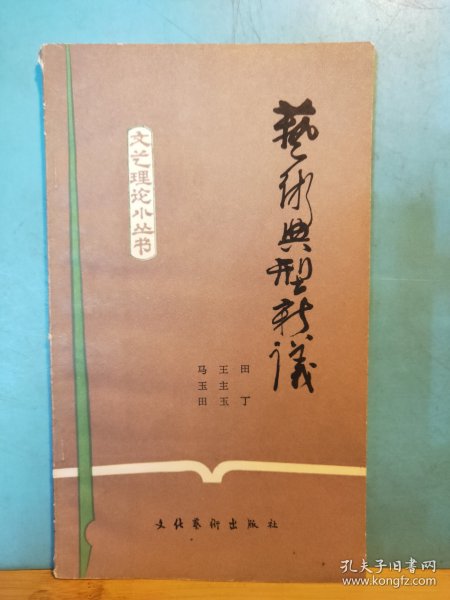 藝術典型新議
文艺理论小丛书
田丁
王主玉
马玉田
文化藝術出版社
孔夫子旧书网
www.kongfz.com